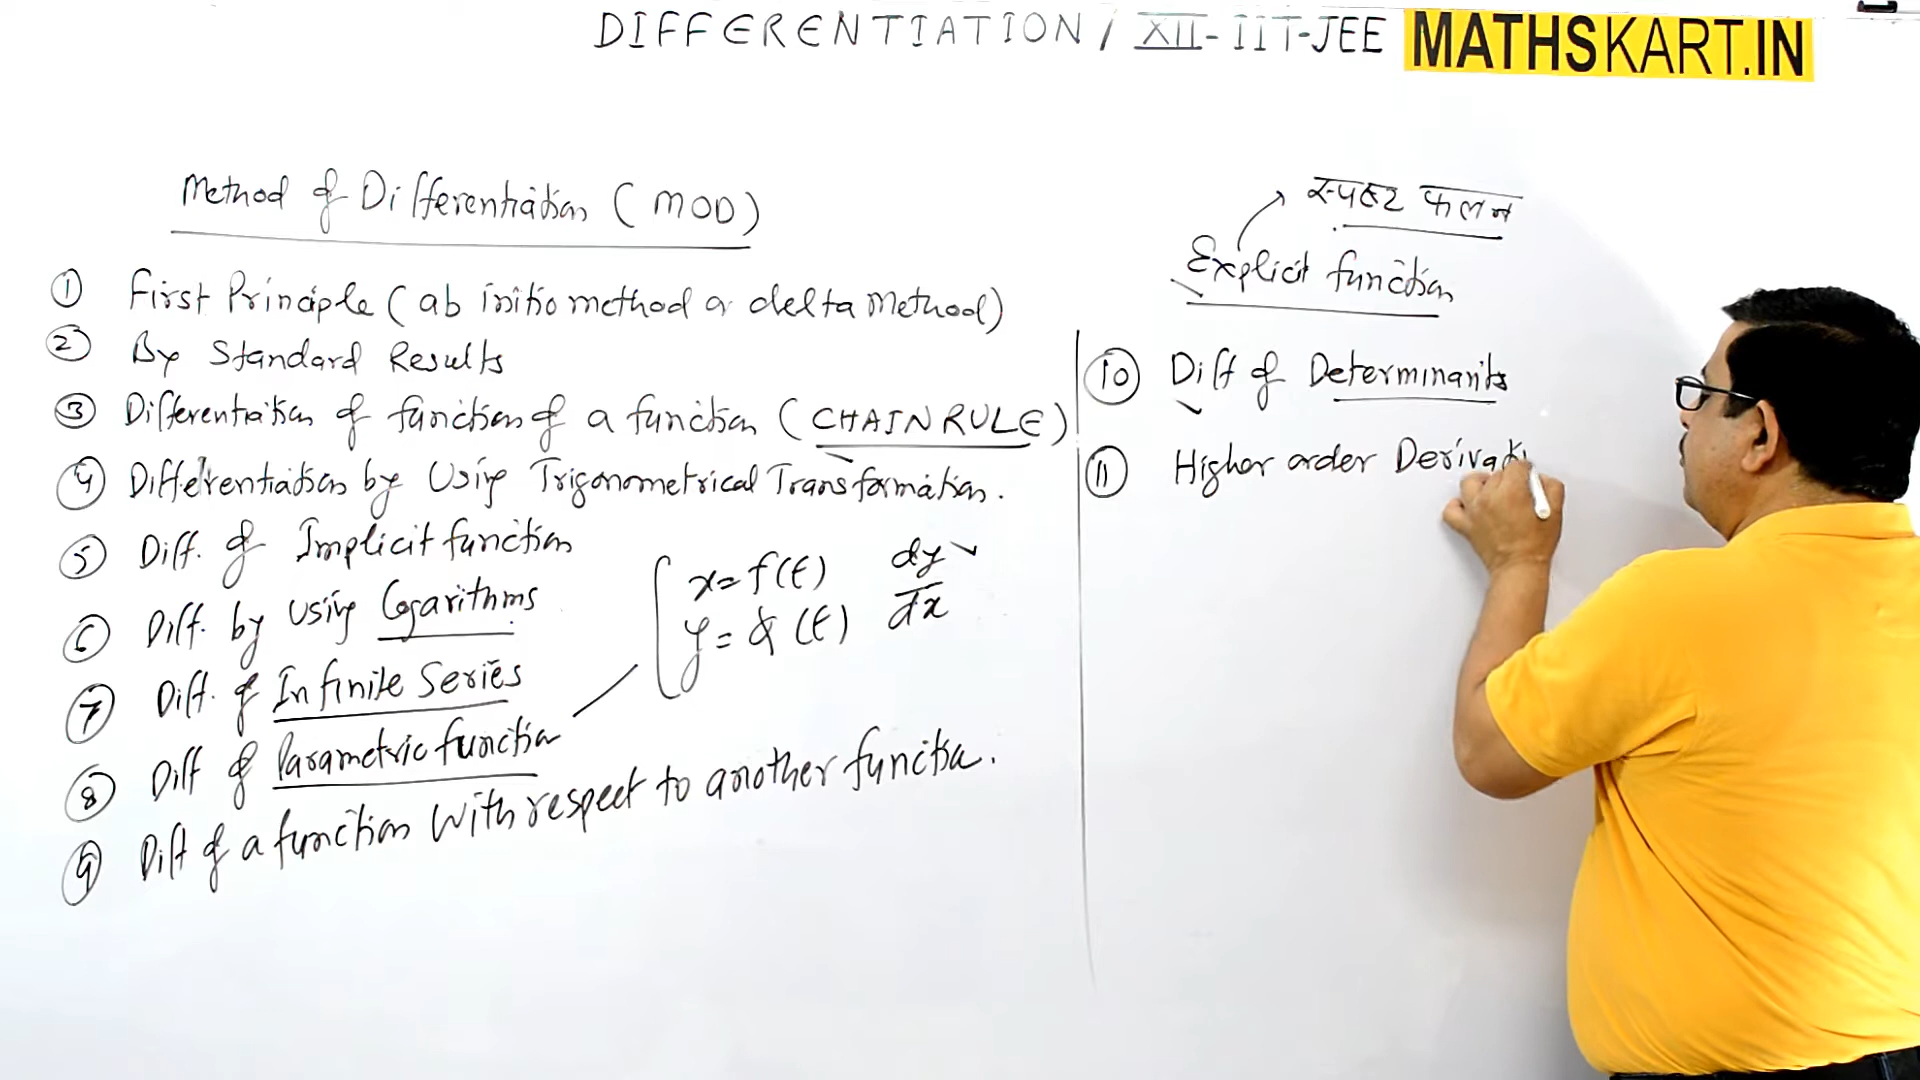 DIFFERENTIATION / XII - IIT-JEE MATHSKART.IN
Method of Differentiation (MOD)
① First Principle (ab initio method or delta Method)
② By Standard Results
③ Differentiation of function of a function (CHAIN RULE)
④ Differentiation by Using Trigonometrical Transformation.
⑤ Diff. of Implicit function
⑥ Diff. by Using Logarithms
⑦ Diff. of Infinite Series
⑧ Diff of Parametric function
x = f(t)
y = ϕ(t)
dy
dx
⑨ Diff of a function With respect to another function.
स्पष्ट फलन
Explicit function
⑩ Diff of Determinants
⑪ Higher order Derivati